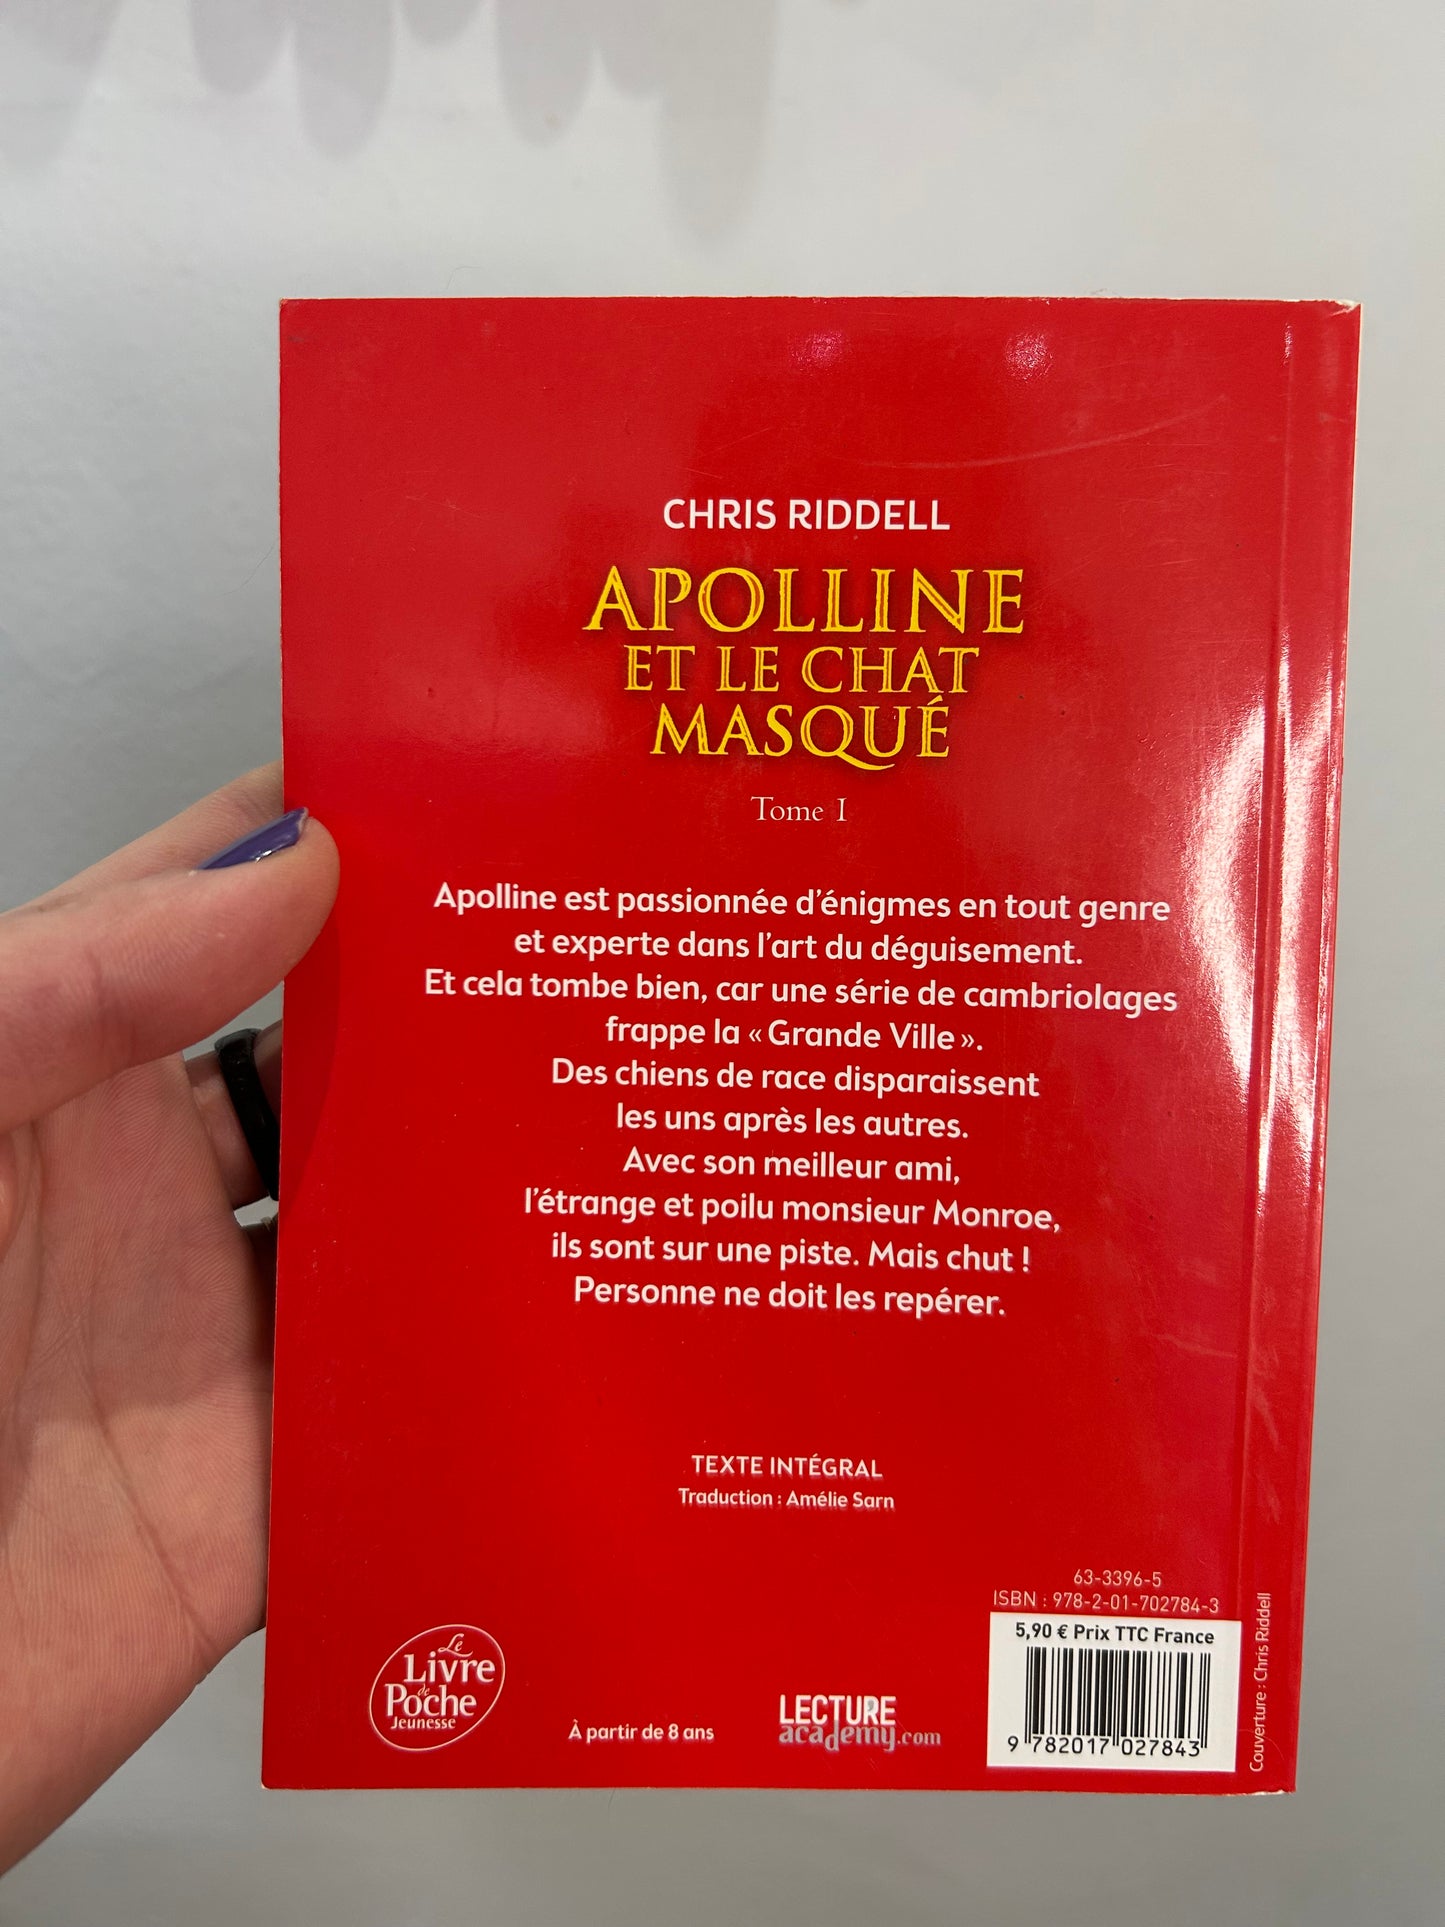 CHRIS RIDDELL
APOLLINE
ET LE CHAT
MASQUÉ
Tome I
Apolline est passionnée d'énigmes en tout genre
et experte dans l'art du déguisement.
Et cela tombe bien, car une série de cambriolages
frappe la « Grande Ville ».
Des chiens de race disparaissent
les uns après les autres.
Avec son meilleur ami,
l'étrange et poilu monsieur Monroe,
ils sont sur une piste. Mais chut !
Personne ne doit les repérer.
TEXTE INTÉGRAL
Traduction : Amélie Sarn
Le
Livre
de
Poche
Jeunesse
À partir de 8 ans
LECTURE
academy.com
63-3396-5
ISBN : 978-2-01-702784-3
5,90 € Prix TTC France
9 782017 027843
Couverture : Chris Riddell